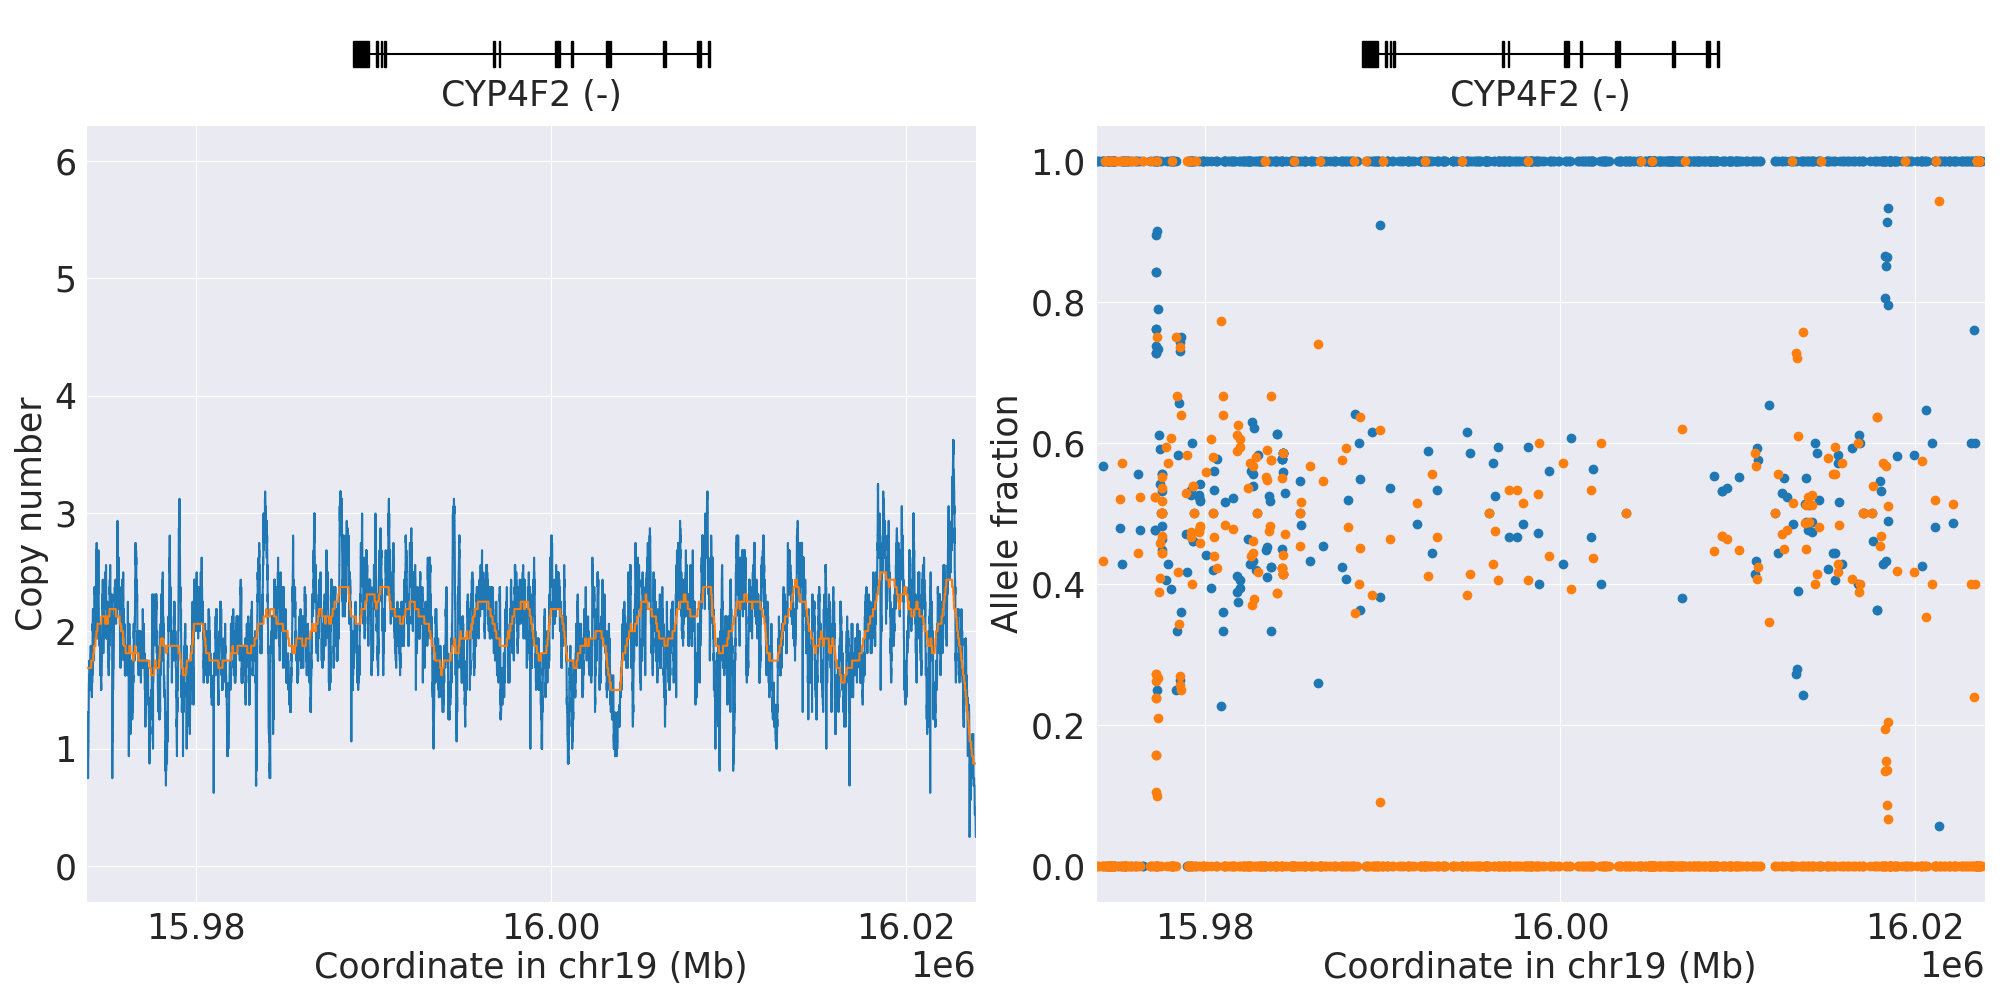 CYP4F2 (-)
6
5
4
3
2
1
0
Copy number
15.98
16.00
16.02
Coordinate in chr19 (Mb)
1e6
CYP4F2 (-)
1.0
0.8
0.6
0.4
0.2
0.0
Allele fraction
15.98
16.00
16.02
Coordinate in chr19 (Mb)
1e6